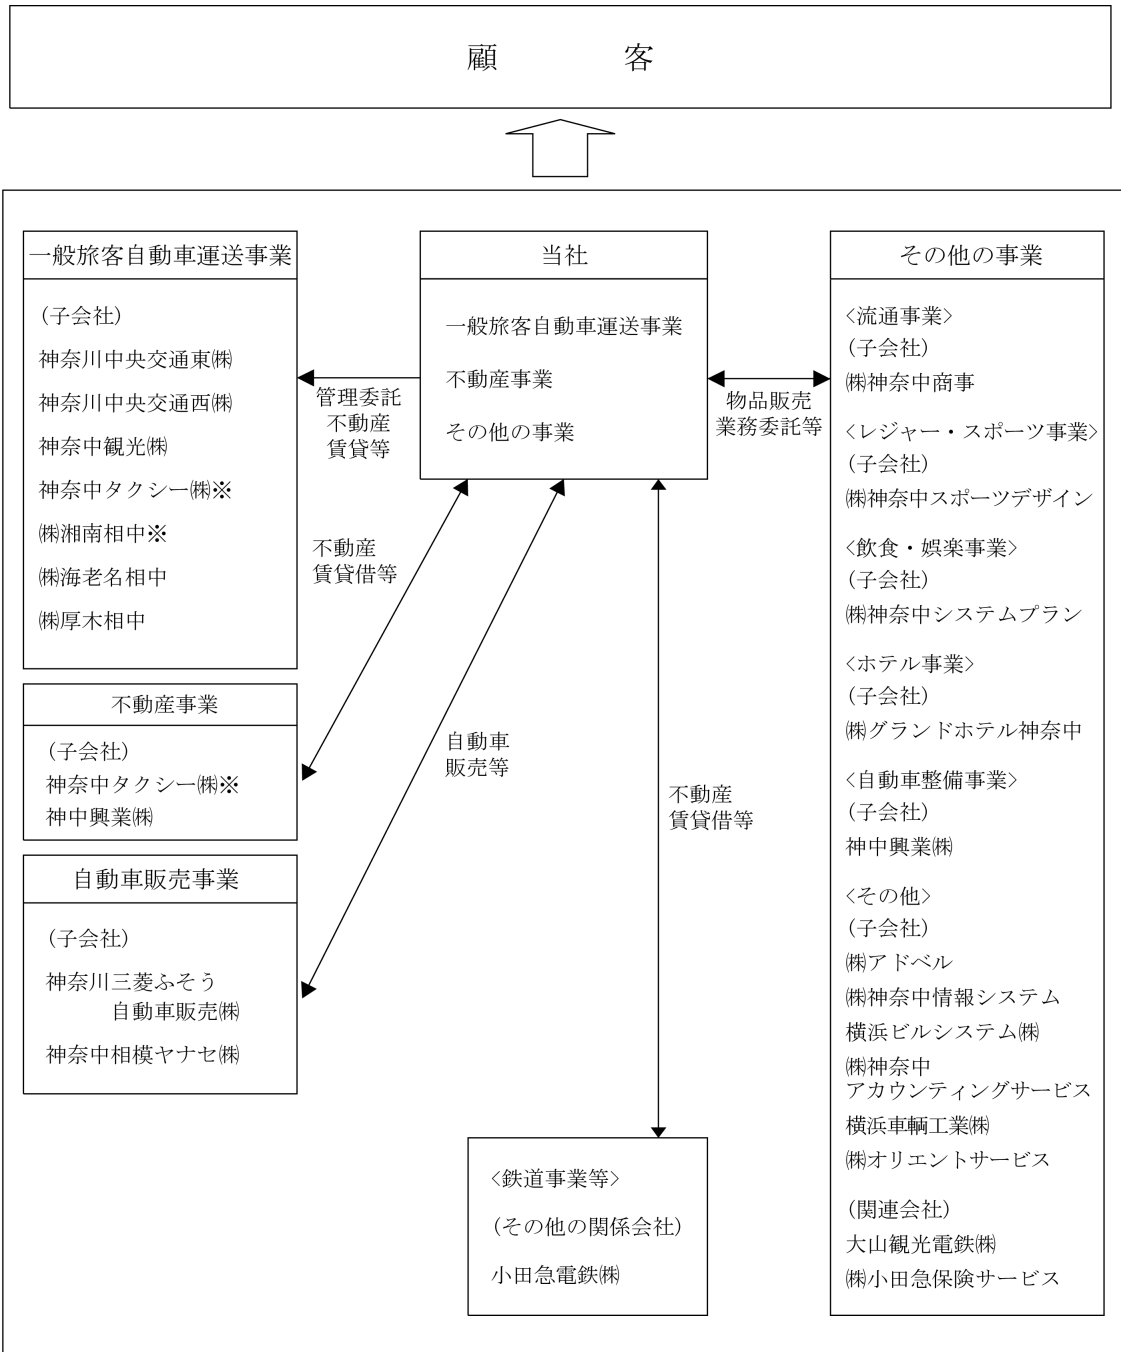 顧客
一般旅客自動車運送事業
(子会社)
神奈川中央交通東㈱
神奈川中央交通西㈱
神奈中観光㈱
神奈中タクシー㈱※
㈱湘南相中※
㈱海老名相中
㈱厚木相中
不動産事業
(子会社)
神奈中タクシー㈱※
神中興業㈱
自動車販売事業
(子会社)
神奈川三菱ふそう
自動車販売㈱
神奈中相模ヤナセ㈱
管理委託
不動産
賃貸等
不動産
賃貸借等
自動車
販売等
当社
一般旅客自動車運送事業
不動産事業
その他の事業
不動産
賃貸借等
<鉄道事業等>
(その他の関係会社)
小田急電鉄㈱
物品販売
業務委託等
その他の事業
<流通事業>
(子会社)
㈱神奈中商事
<レジャー・スポーツ事業>
(子会社)
㈱神奈中スポーツデザイン
<飲食・娯楽事業>
(子会社)
㈱神奈中システムプラン
<ホテル事業>
(子会社)
㈱グランドホテル神奈中
<自動車整備事業>
(子会社)
神中興業㈱
<その他>
(子会社)
㈱アドベル
㈱神奈中情報システム
横浜ビルシステム㈱
㈱神奈中
アカウンティングサービス
横浜車輌工業㈱
㈱オリエントサービス
(関連会社)
大山観光電鉄㈱
㈱小田急保険サービス